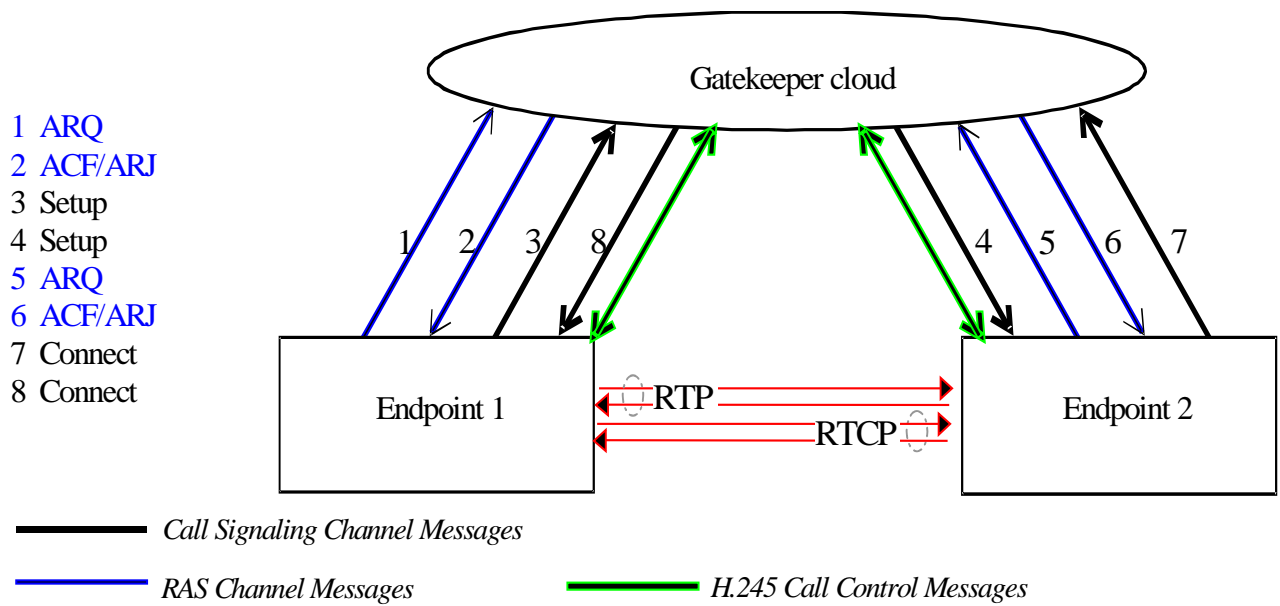 Gatekeeper cloud
1 ARQ
2 ACF/ARJ
3 Setup
4 Setup
5 ARQ
6 ACF/ARJ
7 Connect
8 Connect
1 2 3 8 4 5 6 7
Endpoint 1
RTP
RTCP
Endpoint 2
Call Signaling Channel Messages
RAS Channel Messages
H.245 Call Control Messages